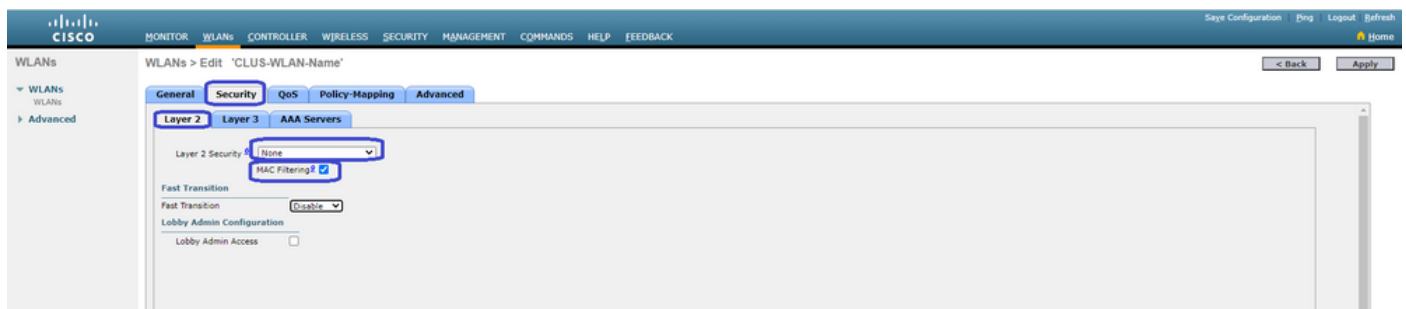 Save Configuration Ping Logout Refresh
CISCO MONITOR WLANs CONTROLLER WIRELESS SECURITY MANAGEMENT COMMANDS HELP FEEDBACK Home
WLANs WLANs > Edit 'CLUS-WLAN-Name' < Back Apply
WLANs General Security QoS Policy-Mapping Advanced
WLANs
Advanced Layer 2 Layer 3 AAA Servers
Layer 2 Security None
MAC Filtering
Fast Transition
Fast Transition Disable
Lobby Admin Configuration
Lobby Admin Access